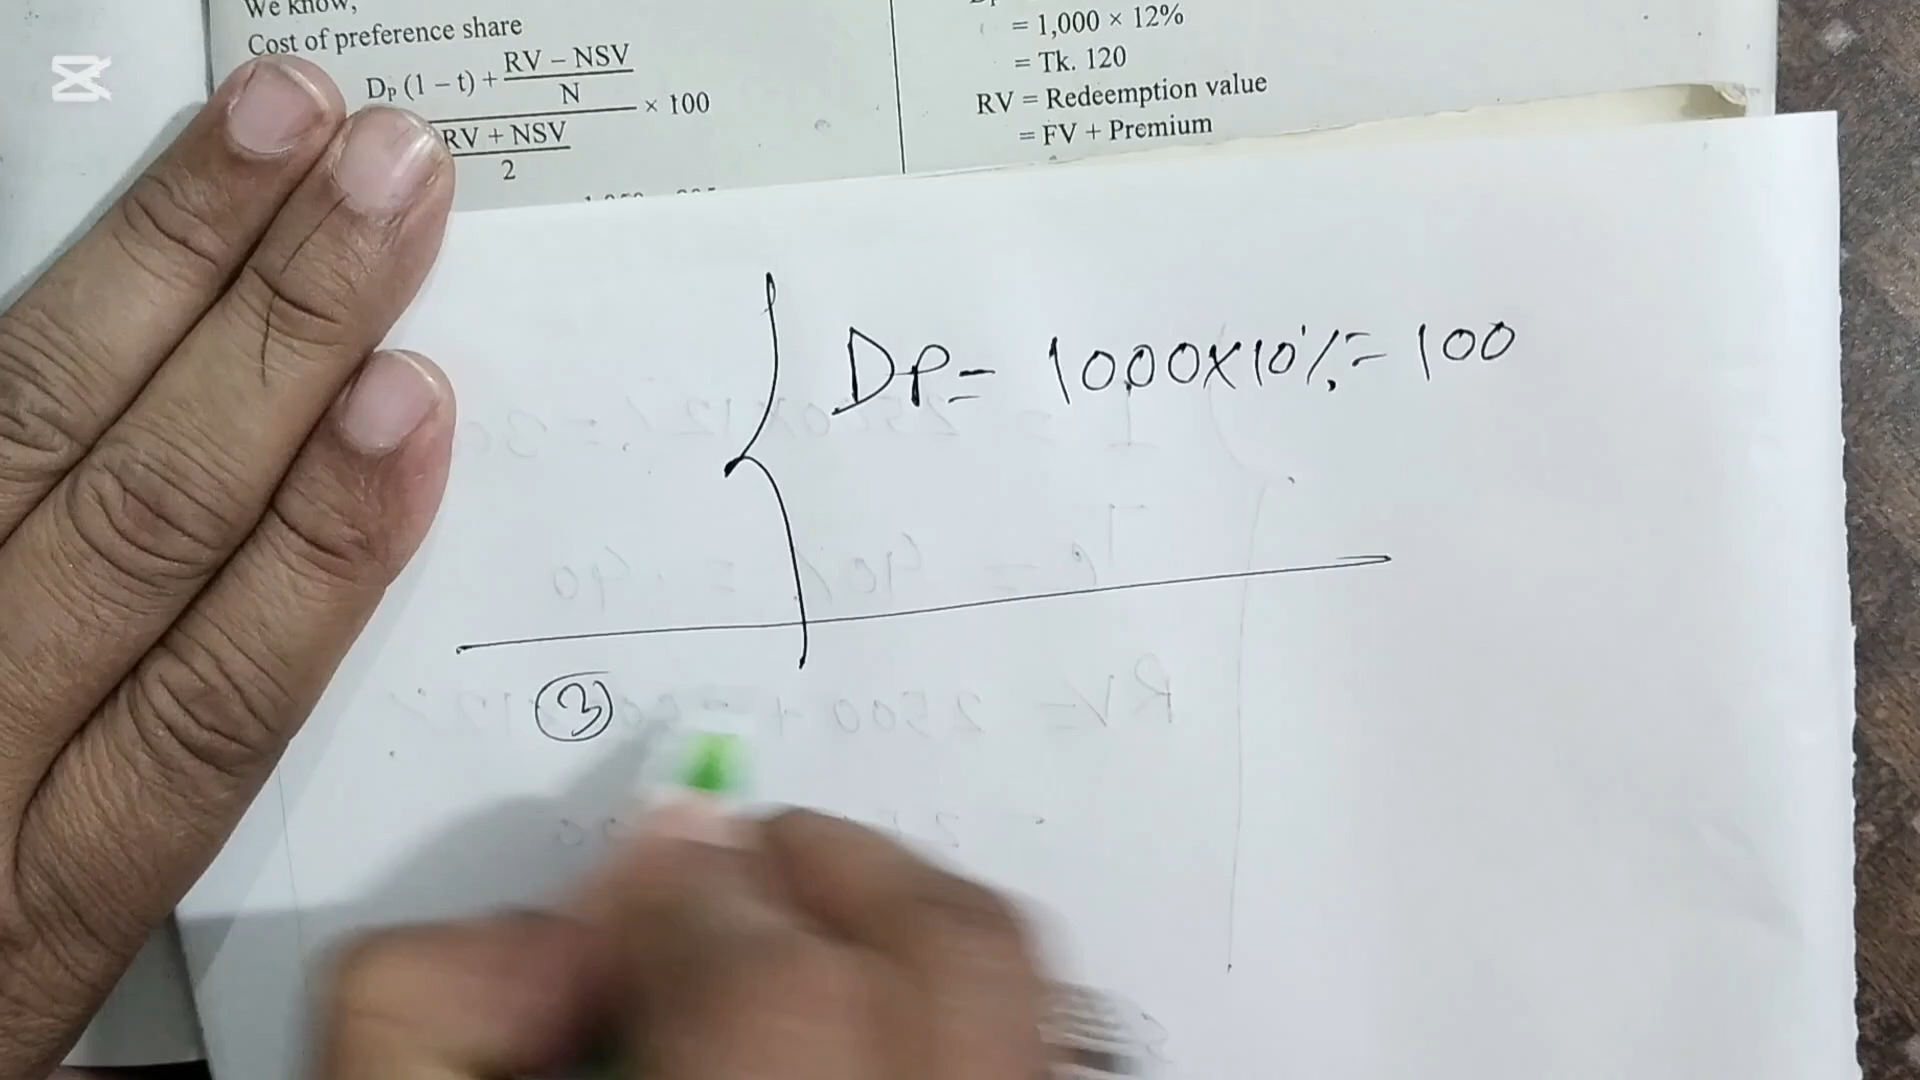 We know,
Cost of preference share
Dₚ (1 – t) + RV – NSV
N
× 100
RV + NSV
2
= 1,000 × 12%
= Tk. 120
RV = Redeemption value
= FV + Premium
DP = 1000×10%= 100
3